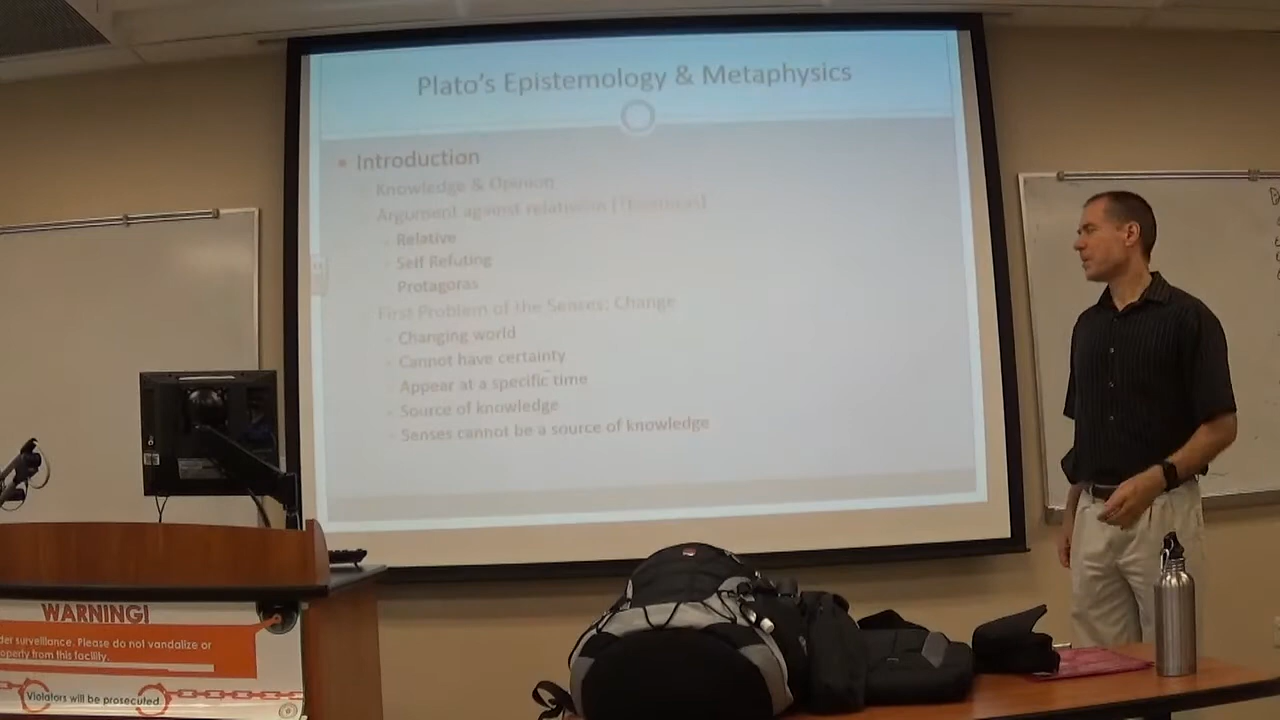 Plato's Epistemology & Metaphysics
Introduction
Knowledge & Opinion
Argument against relativism
Relative
Self Refuting
Protagoras
First Problem of the Senses: Change
Changing world
Cannot have certainty
Appear at a specific time
Source of knowledge
Senses cannot be a source of knowledge
WARNING!
der surveillance. Please do not vandalize or
operty from this facility.
Violators will be prosecuted.